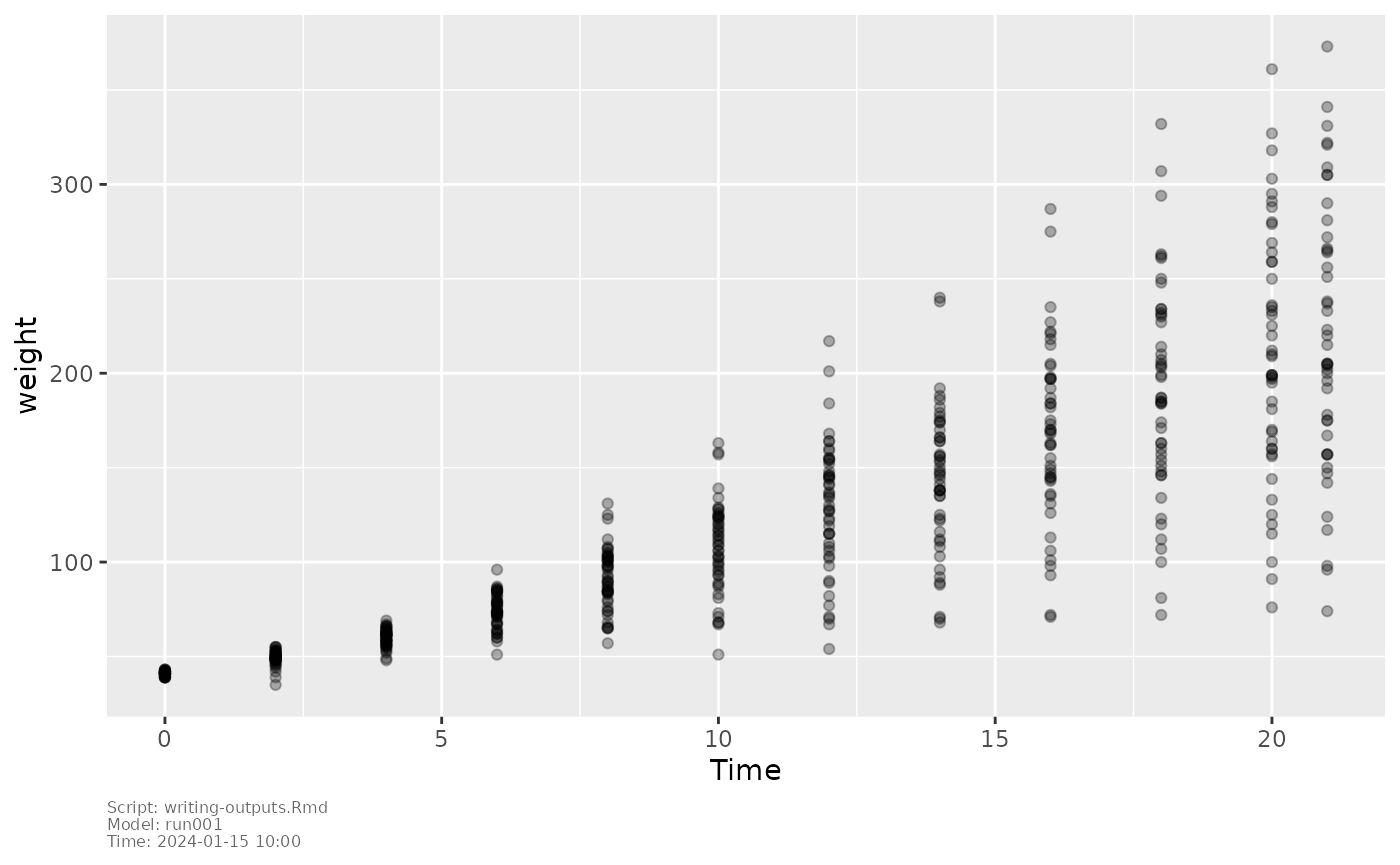 300
200
100
weight
0 5 10 15 20
Time
Script: writing-outputs.Rmd
Model: run001
Time: 2024-01-15 10:00